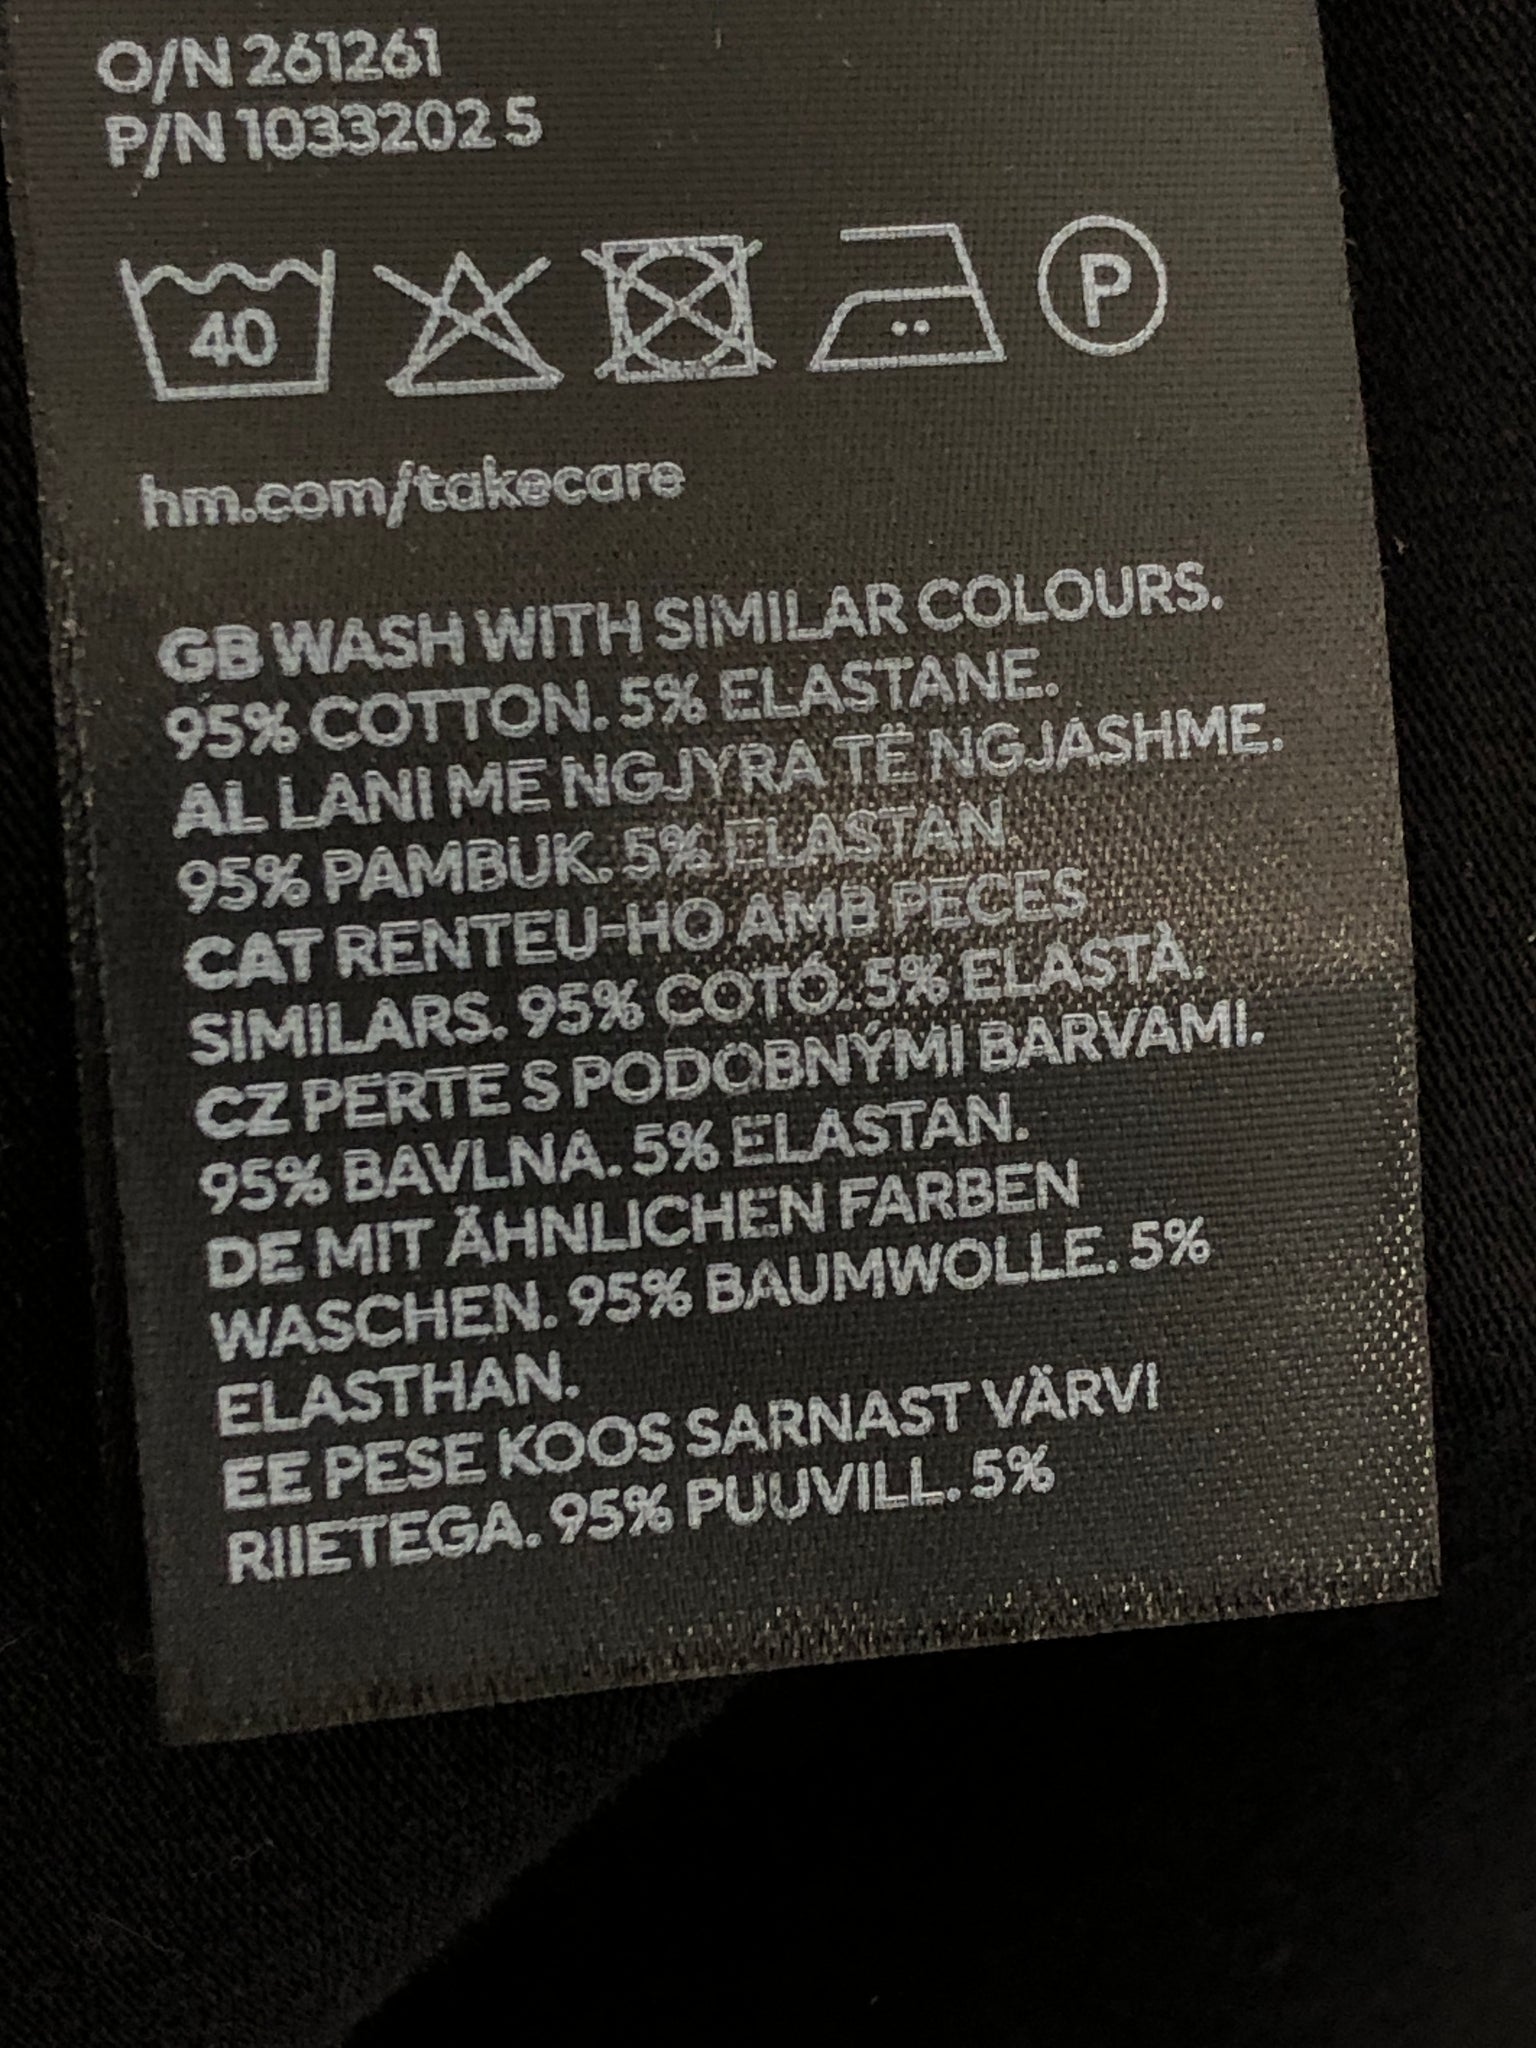 O/N 261261
P/N 1033202 5
40
P
hm.com/takecare
GB WASH WITH SIMILAR COLOURS.
95% COTTON. 5% ELASTANE.
AL LANI ME NGJYRA TË NGJASHME.
95% PAMBUK. 5% ELASTAN.
CAT RENTEU-HO AMB PECES
SIMILARS. 95% COTÓ. 5% ELASTÀ.
CZ PERTE S PODOBNÝMI BARVAMI.
95% BAVLNA. 5% ELASTAN.
DE MIT ÄHNLICHEN FARBEN
WASCHEN. 95% BAUMWOLLE. 5%
ELASTHAN.
EE PESE KOOS SARNAST VÄRVI
RIIETEGA. 95% PUUVILL. 5%